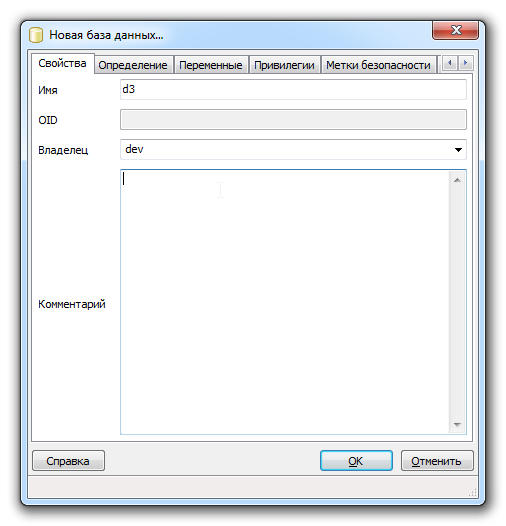 Новая база данных...
Свойства Определение Переменные Привилегии Метки безопасности
Имя d3
OID
Владелец dev
Комментарий
Справка OK Отменить